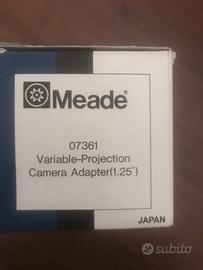 Meade®
07361
Variable-Projection
Camera Adapter(1.25")
JAPAN
subito